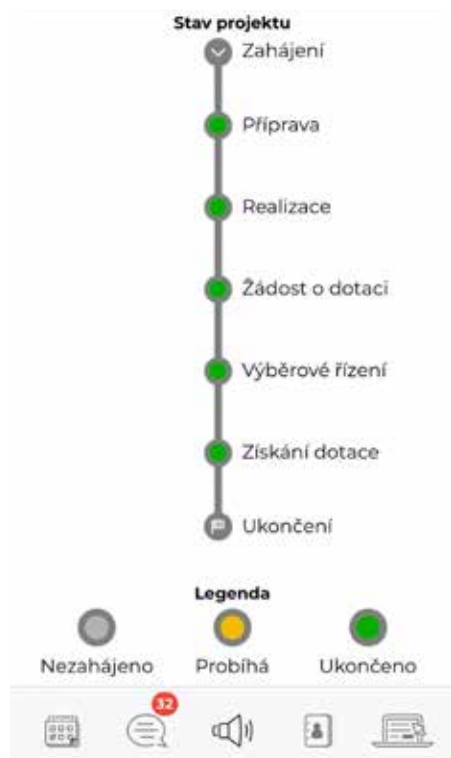 Stav projektu
Zahájení
Příprava
Realizace
Žádost o dotaci
Výběrové řízení
Získání dotace
Ukončení
Legenda
Nezahájeno Probíhá Ukončeno
32